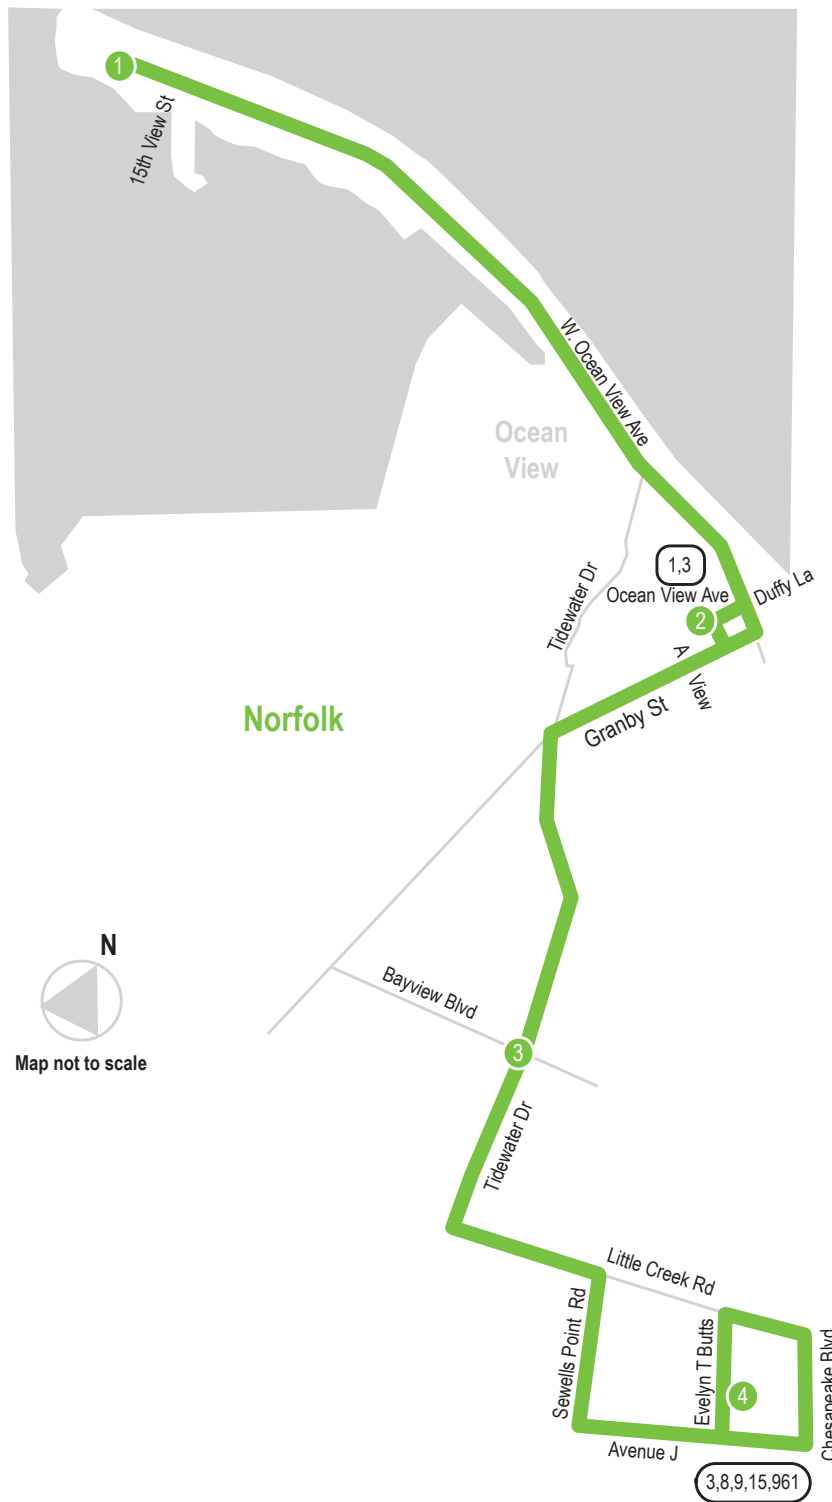 1
15th View St
W. Ocean View Ave
Ocean
View
1,3
Ocean View Ave
Duffy La
2
Tidewater Dr
A View
Granby St
Norfolk
N
Map not to scale
Bayview Blvd
3
Tidewater Dr
Little Creek Rd
Sewells Point Rd
Evelyn T Butts
4
Chesapeake Blvd
Avenue J
3,8,9,15,961